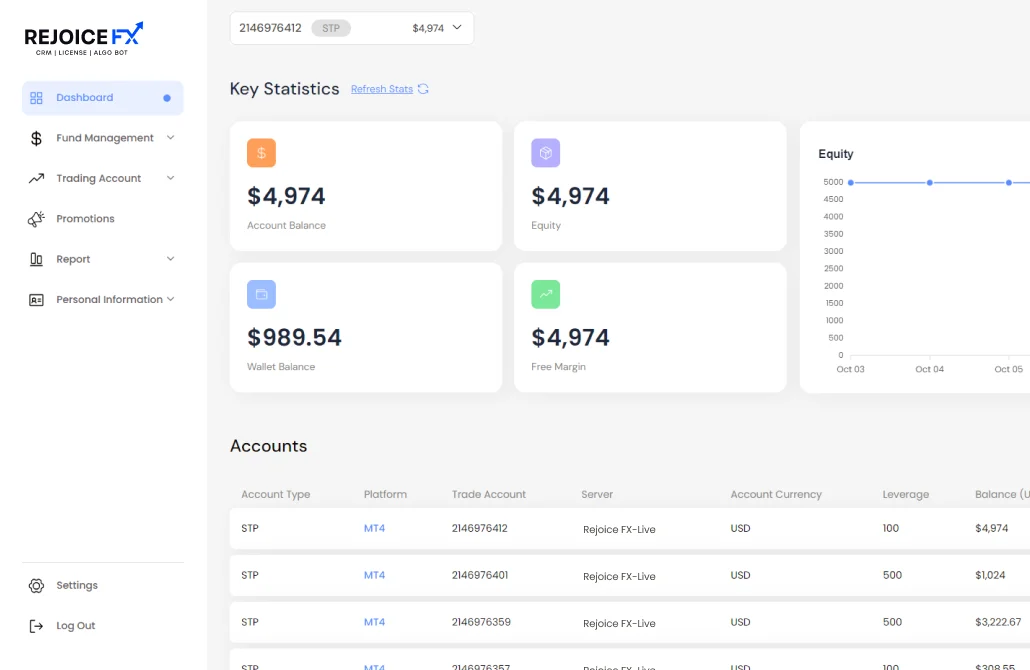 REJOICE FX
CRM | LICENSE | ALGO BOT
Dashboard
Fund Management
Trading Account
Promotions
Report
Personal Information
Settings
Log Out
2146976412 STP $4,974
Key Statistics Refresh Stats
$4,974
Account Balance
$4,974
Equity
$989.54
Wallet Balance
$4,974
Free Margin
Equity
5000
4500
4000
3500
3000
2500
2000
1500
1000
500
0
Oct 03 Oct 04 Oct 05
Accounts
Account Type Platform Trade Account Server Account Currency Leverage Balance (U
STP MT4 2146976412 Rejoice FX-Live USD 100 $4,974
STP MT4 2146976401 Rejoice FX-Live USD 500 $1,024
STP MT4 2146976359 Rejoice FX-Live USD 500 $3,222.67
STP MT4 2146976357 Rejoice FX-Live USD 100 $308.55